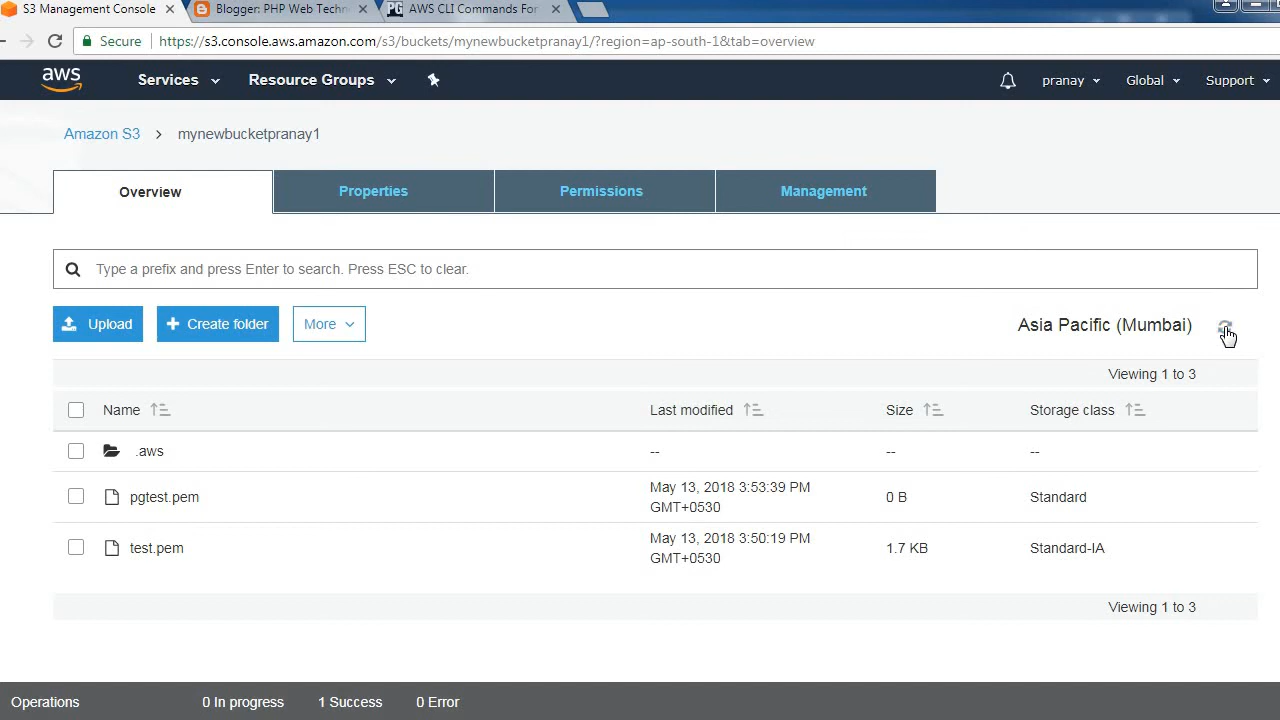 S3 Management Console
Blogger: PHP Web Techn
PG AWS CLI Commands For
Secure https://s3.console.aws.amazon.com/s3/buckets/mynewbucketpranay1/?region=ap-south-1&tab=overview
aws Services Resource Groups pranay Global Support
Amazon S3 > mynewbucketpranay1
Overview Properties Permissions Management
Type a prefix and press Enter to search. Press ESC to clear.
Upload + Create folder More Asia Pacific (Mumbai)
Viewing 1 to 3
Name Last modified Size Storage class
.aws -- -- --
pgtest.pem May 13, 2018 3:53:39 PM GMT+0530 0 B Standard
test.pem May 13, 2018 3:50:19 PM GMT+0530 1.7 KB Standard-IA
Viewing 1 to 3
Operations 0 In progress 1 Success 0 Error